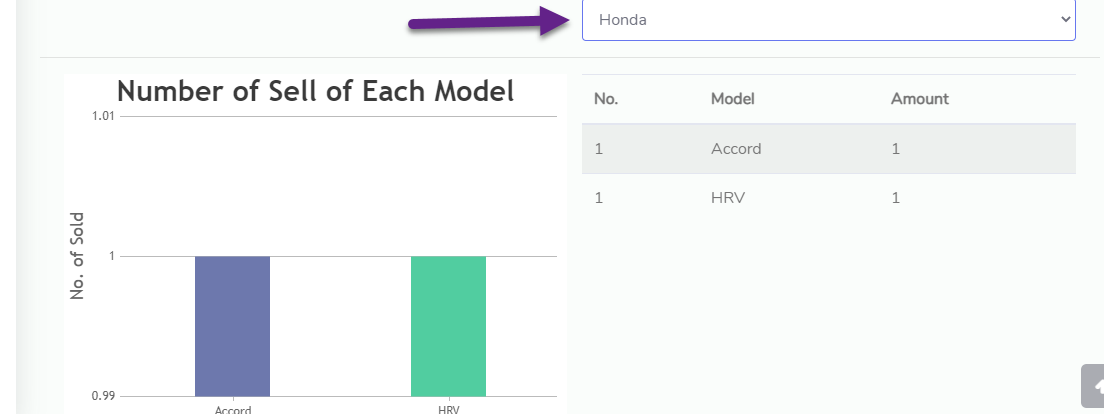 Honda
Number of Sell of Each Model
1.01
No. of Sold
1
0.99
Accord
HRV
No. Model Amount
1 Accord 1
1 HRV 1